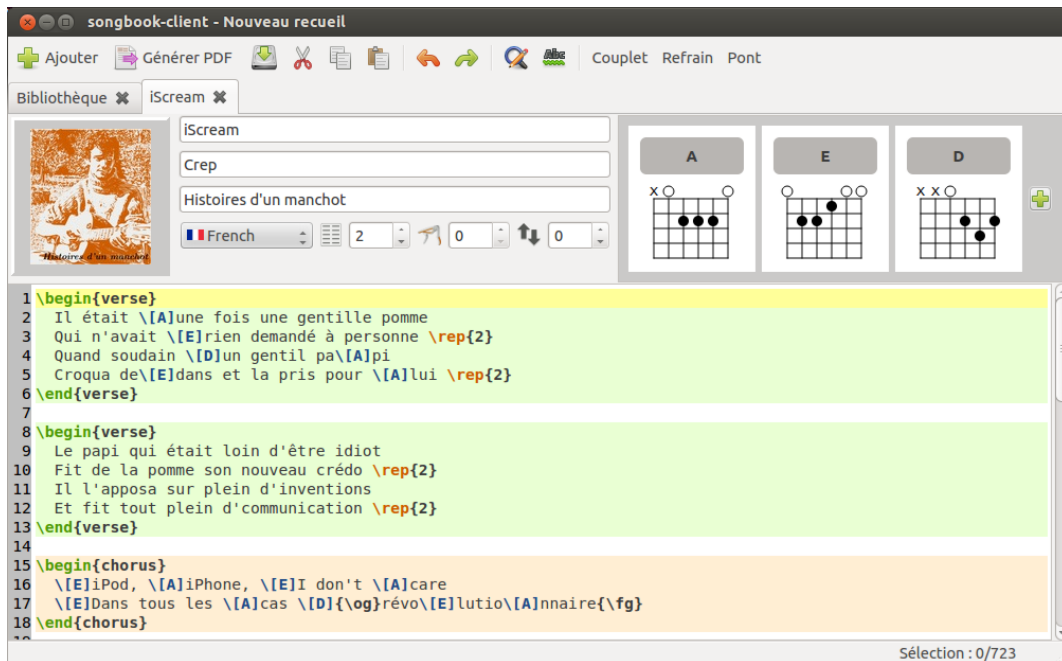 songbook-client - Nouveau recueil
Ajouter Générer PDF Abc Couplet Refrain Pont
Bibliothèque iScream
iScream
Crep
Histoires d'un manchot
French 2 0 0
Histoires d'un manchot
A E D
x x x
1 \begin{verse}
2 Il était \[A]une fois une gentille pomme
3 Qui n'avait \[E]rien demandé à personne \rep{2}
4 Quand soudain \[D]un gentil pa\[A]pi
5 Croqua de\[E]dans et la pris pour \[A]lui \rep{2}
6 \end{verse}
7
8 \begin{verse}
9 Le papi qui était loin d'être idiot
10 Fit de la pomme son nouveau crédo \rep{2}
11 Il l'apposa sur plein d'inventions
12 Et fit tout plein d'communication \rep{2}
13 \end{verse}
14
15 \begin{chorus}
16 \[E]iPod, \[A]iPhone, \[E]I don't \[A]care
17 \[E]Dans tous les \[A]cas \[D]{\og}révo\[E]lutio\[A]nnaire{\fg}
18 \end{chorus}
Sélection : 0/723